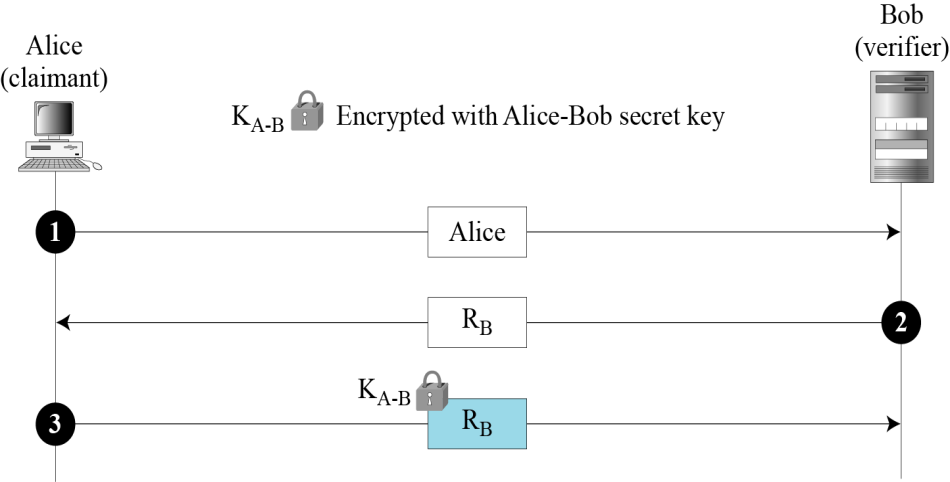 Alice
(claimant)
Bob
(verifier)
K_A-B Encrypted with Alice-Bob secret key
1
Alice
R_B
2
K_A-B
3
R_B